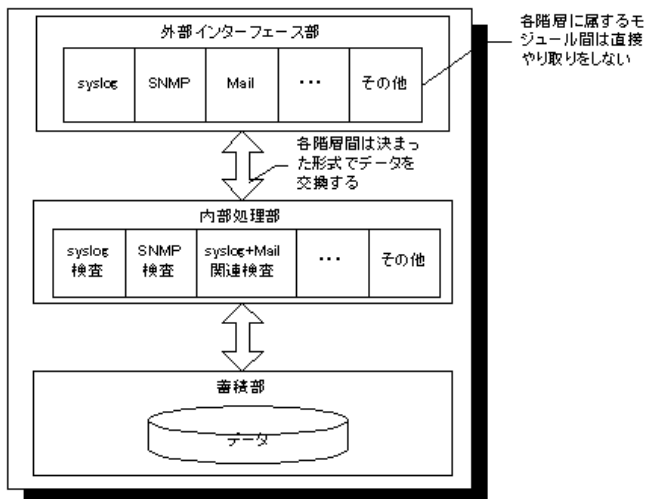 外部インターフェース部
syslog
SNMP
Mail
・・・
その他
各階層に属するモ
ジュール間は直接
やり取りをしない
各階層間は決まっ
た形式でデータを
交換する
内部処理部
syslog
検査
SNMP
検査
syslog+Mail
関連検査
・・・
その他
蓄積部
データ